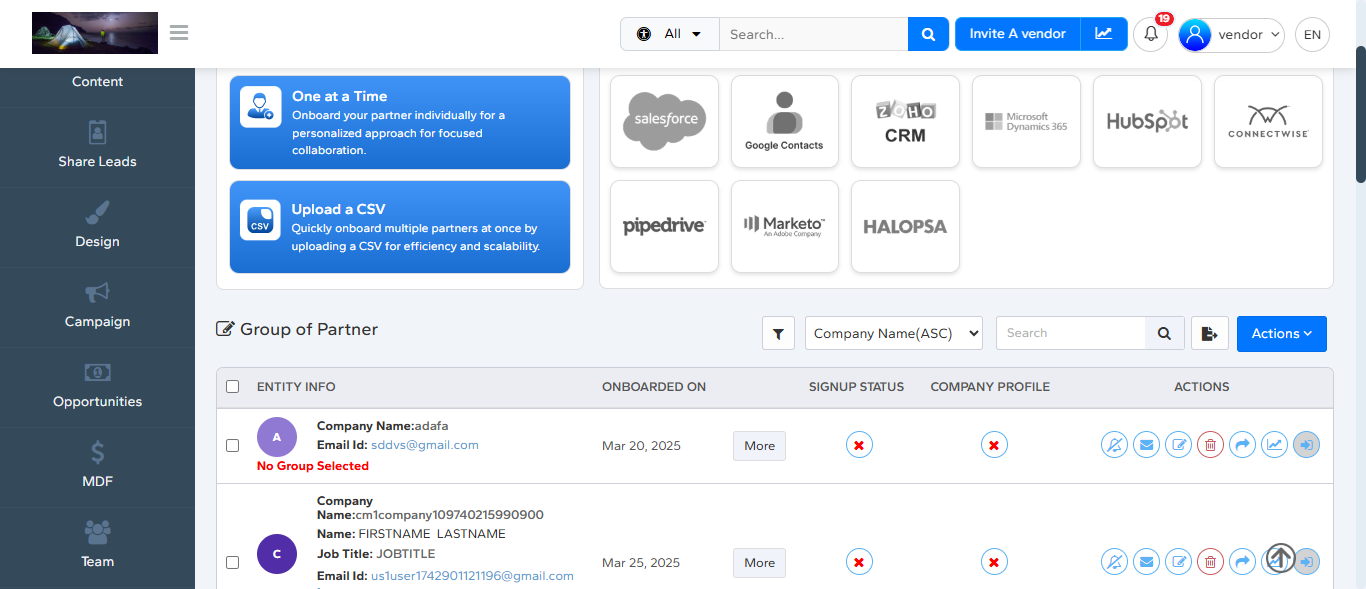 All
Search...
Invite A vendor
19
vendor
EN
Content
Share Leads
Design
Campaign
Opportunities
MDF
Team
One at a Time
Onboard your partner individually for a
personalized approach for focused
collaboration.
CSV
Upload a CSV
Quickly onboard multiple partners at once by
uploading a CSV for efficiency and scalability.
salesforce
Google Contacts
ZOHO
CRM
Microsoft
Dynamics 365
HubSpot
CONNECTWISE
pipedrive
Marketo™
An Adobe Company
HALOPSA
Group of Partner
Company Name(ASC)
Search
Actions
ENTITY INFO ONBOARDED ON SIGNUP STATUS COMPANY PROFILE ACTIONS
A
Company Name:adafa
Email Id: sddvs@gmail.com
No Group Selected
Mar 20, 2025
More
C
Company
Name:cm1company109740215990900
Name: FIRSTNAME LASTNAME
Job Title: JOBTITLE
Email Id: us1user1742901121196@gmail.com
Mar 25, 2025
More